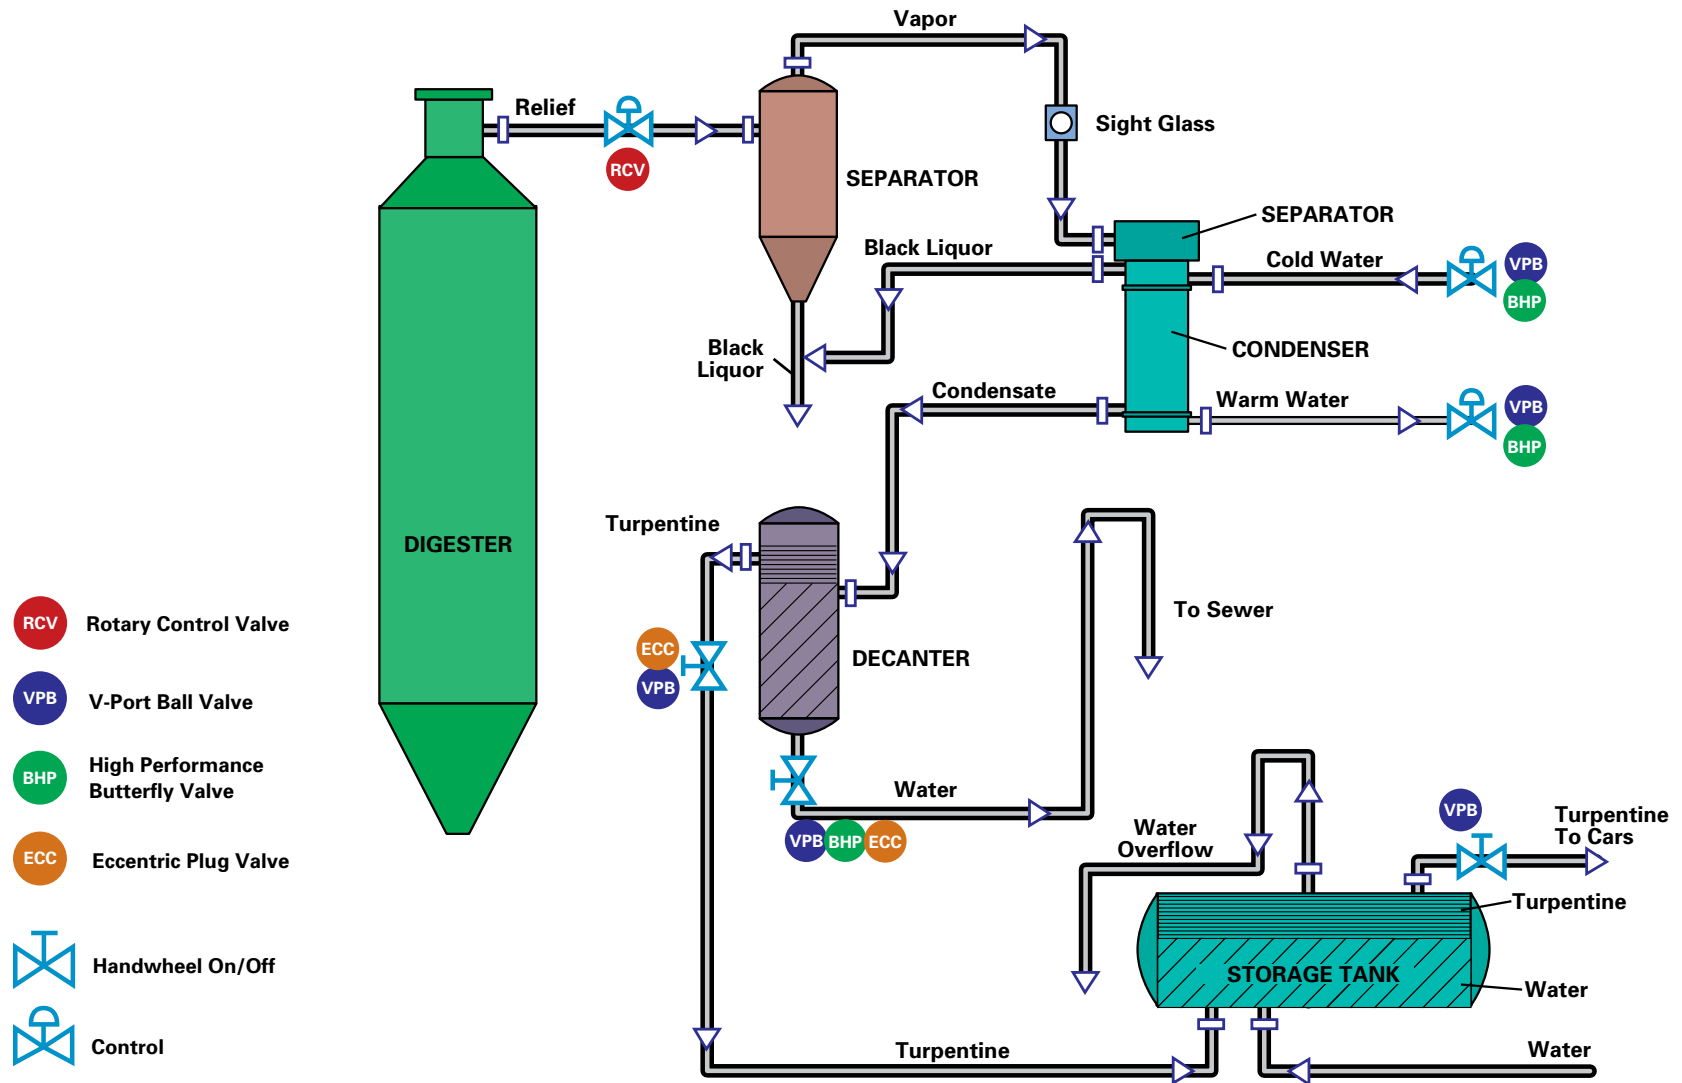 Vapor
Relief
RCV
Sight Glass
SEPARATOR
SEPARATOR
Black Liquor
Cold Water
VPB
BHP
Black
Liquor
CONDENSER
Condensate
Warm Water
VPB
BHP
Turpentine
DIGESTER
To Sewer
ECC
VPB
DECANTER
Water
VPB
BHP
ECC
RCV
Rotary Control Valve
VPB
V-Port Ball Valve
BHP
High Performance
Butterfly Valve
ECC
Eccentric Plug Valve
Handwheel On/Off
Control
Water
Overflow
VPB
Turpentine
To Cars
Turpentine
STORAGE TANK
Water
Turpentine
Water